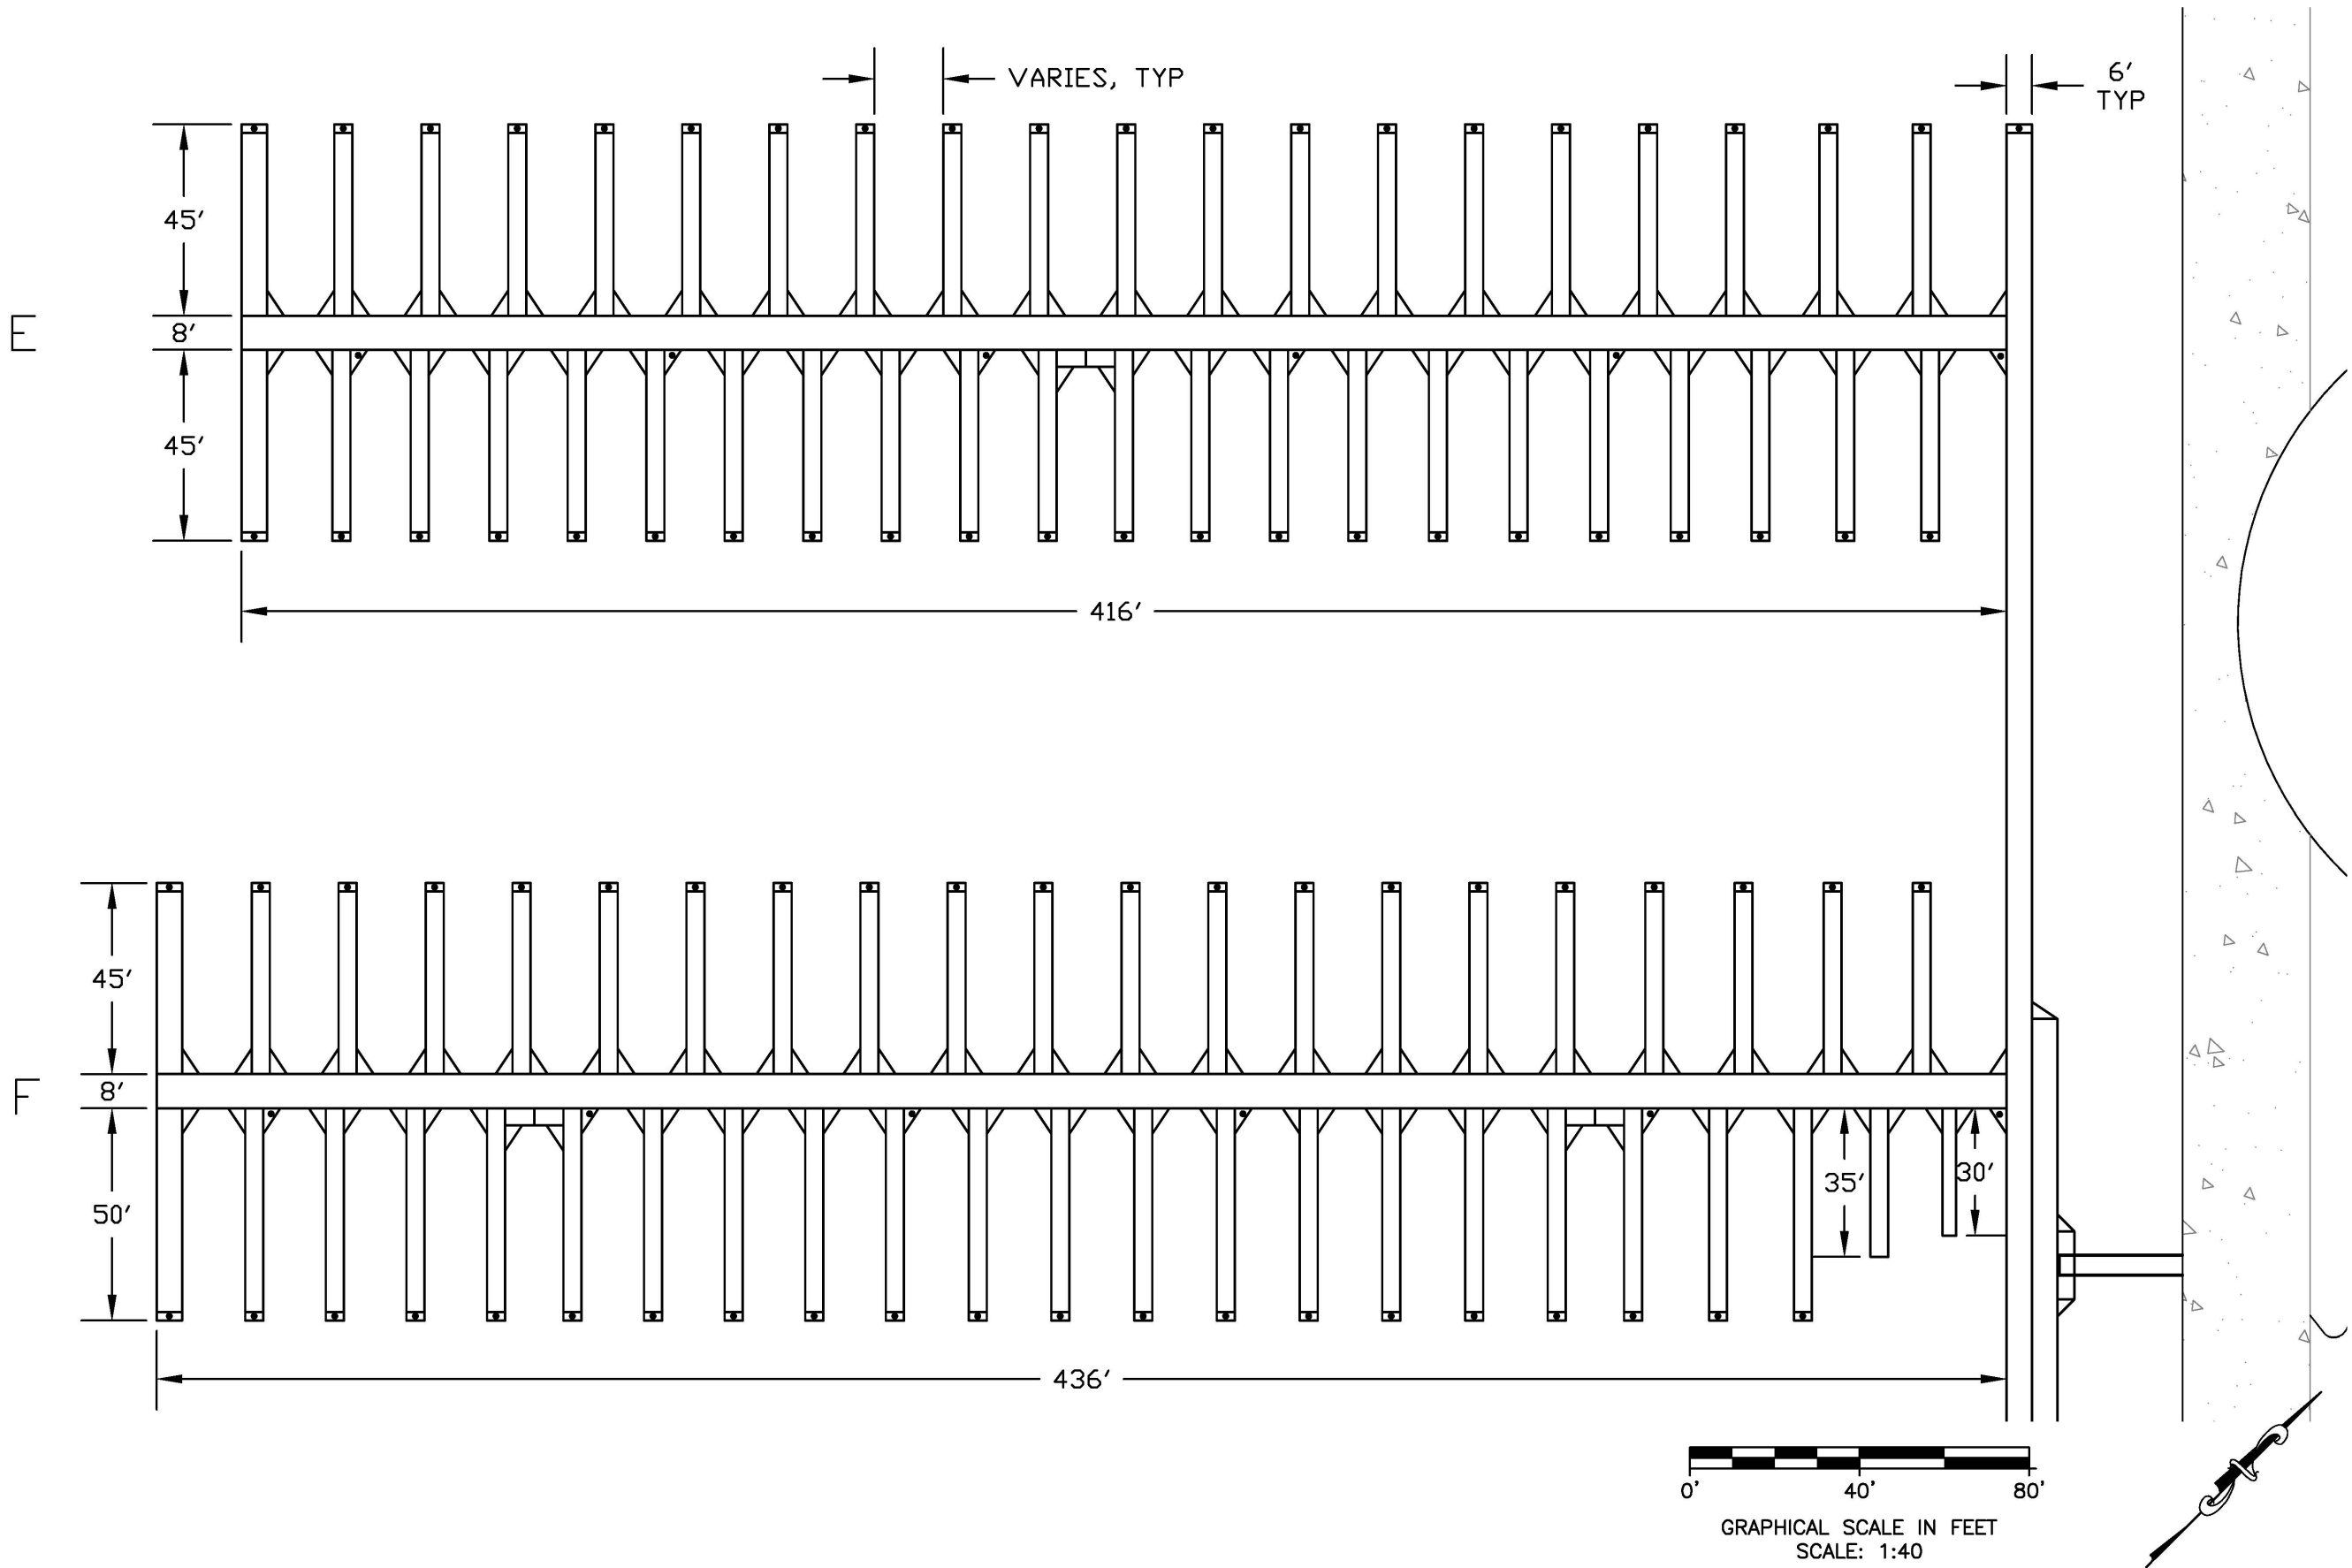 VARIES, TYP
6'
TYP
45'
E
8'
45'
416'
45'
F
8'
50'
35'
30'
436'
0'
40'
80'
GRAPHICAL SCALE IN FEET
SCALE: 1:40